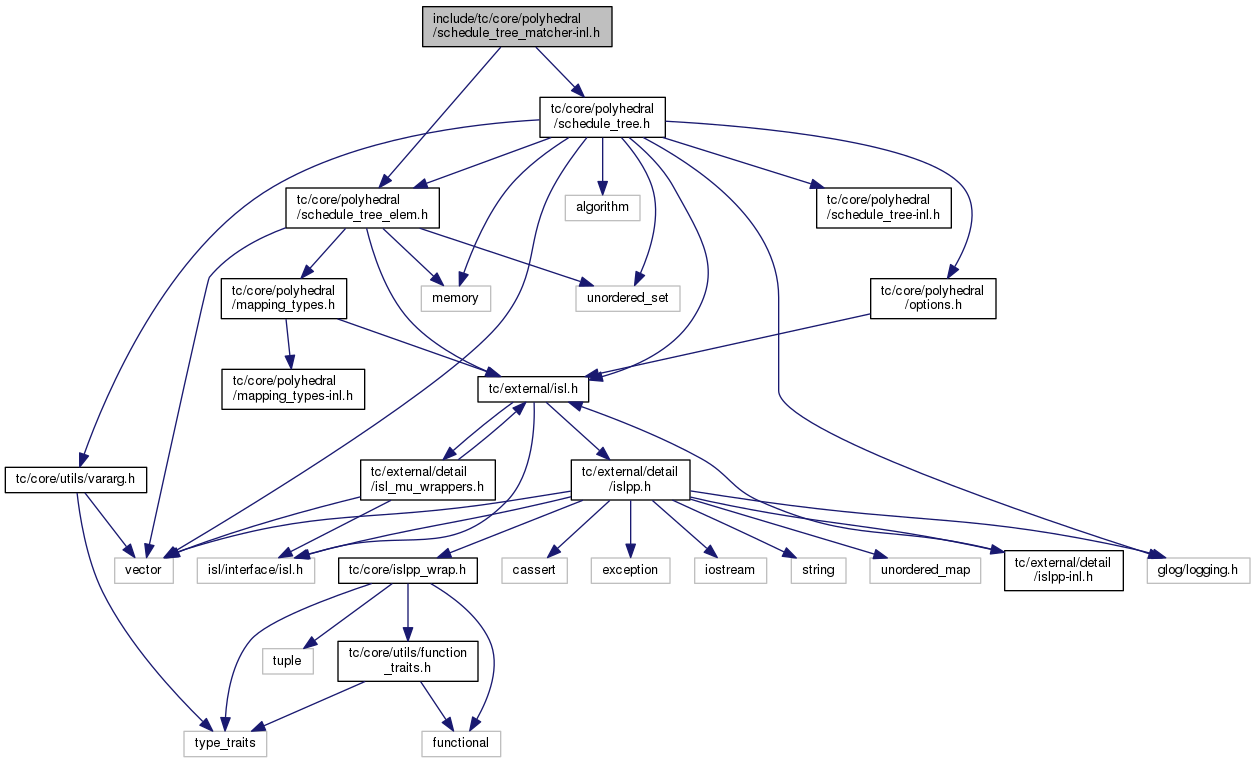 include/tc/core/polyhedral
/schedule_tree_matcher-inl.h
tc/core/polyhedral
/schedule_tree.h
tc/core/polyhedral
/schedule_tree_elem.h
algorithm
tc/core/polyhedral
/schedule_tree-inl.h
tc/core/polyhedral
/mapping_types.h
memory
unordered_set
tc/core/polyhedral
/options.h
tc/core/polyhedral
/mapping_types-inl.h
tc/external/isl.h
tc/core/utils/vararg.h
tc/external/detail
/isl_mu_wrappers.h
tc/external/detail
/islpp.h
vector
isl/interface/isl.h
tc/core/islpp_wrap.h
cassert
exception
iostream
string
unordered_map
tc/external/detail
/islpp-inl.h
glog/logging.h
tuple
tc/core/utils/function
_traits.h
type_traits
functional